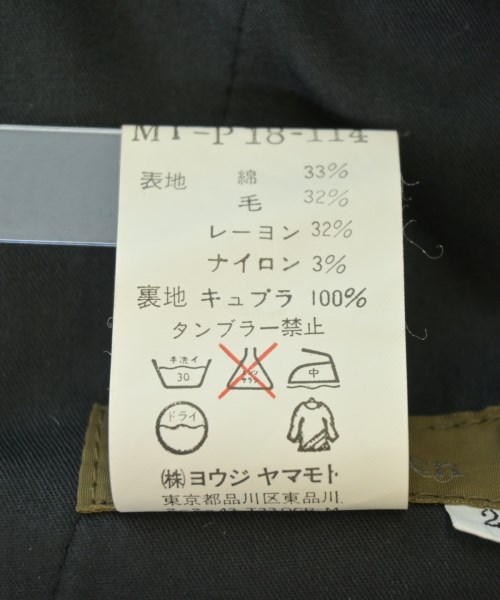 MT-P18-114
表地 綿 33%
毛 32%
レーヨン 32%
ナイロン 3%
裏地 キュプラ 100%
タンブラー禁止
手洗イ
30
中
ドライ
(株)ヨウジ ヤマモト
東京都品川区東品川